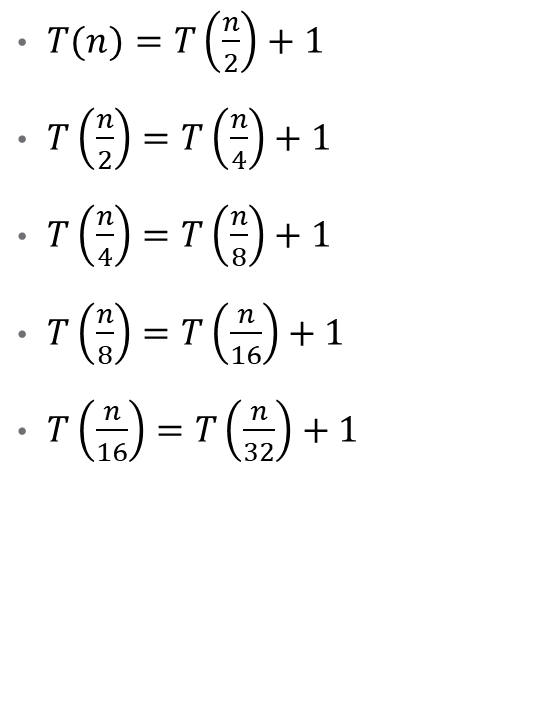 • T(n) = T(n/2) + 1
• T(n/2) = T(n/4) + 1
• T(n/4) = T(n/8) + 1
• T(n/8) = T(n/16) + 1
• T(n/16) = T(n/32) + 1